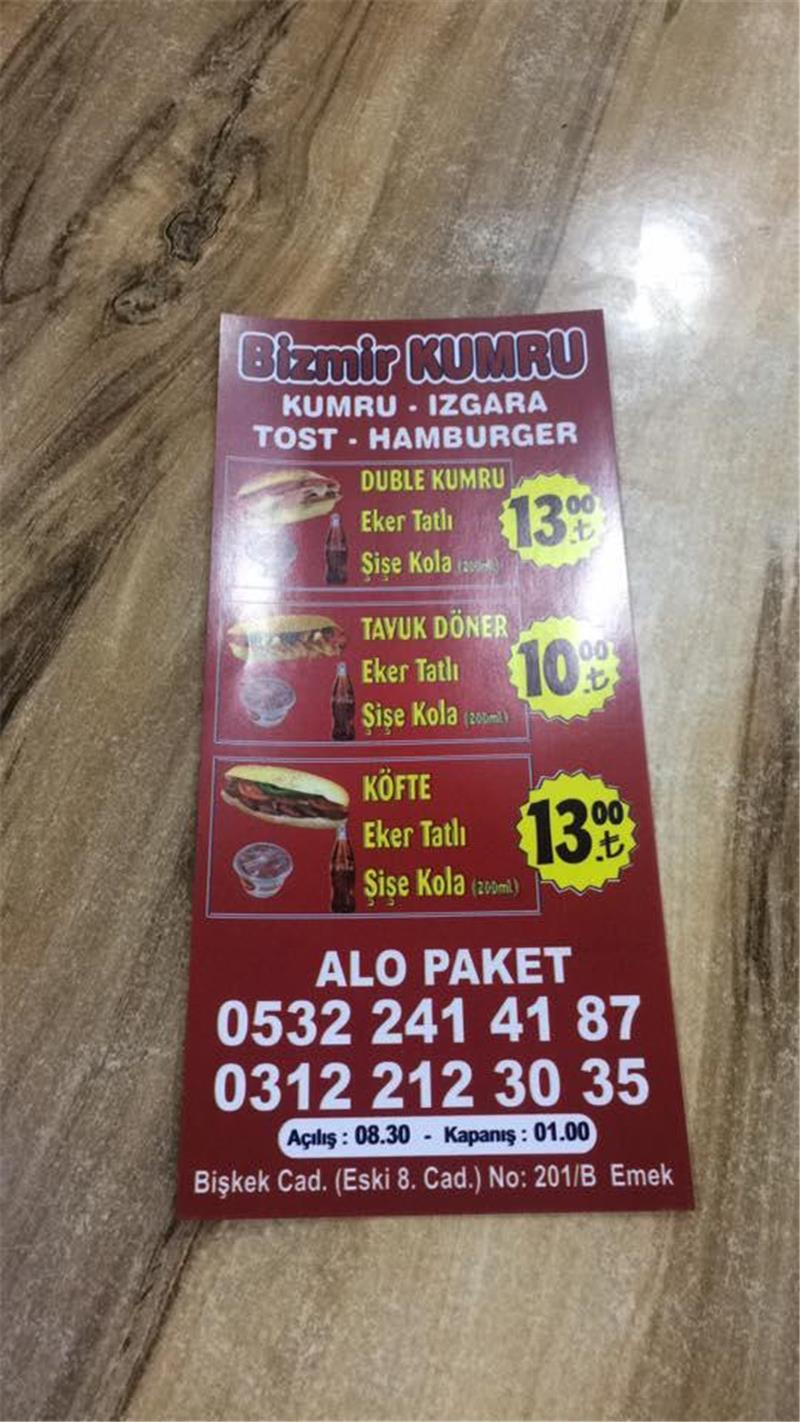 Bizmir KUMRU
KUMRU - IZGARA
TOST - HAMBURGER
DUBLE KUMRU
Eker Tatlı
Şişe Kola (200ml.)
13.00 ₺
TAVUK DÖNER
Eker Tatlı
Şişe Kola (200ml.)
10.00 ₺
KÖFTE
Eker Tatlı
Şişe Kola (200ml.)
13.00 ₺
ALO PAKET
0532 241 41 87
0312 212 30 35
Açılış : 08.30 - Kapanış : 01.00
Bişkek Cad. (Eski 8. Cad.) No: 201/B Emek